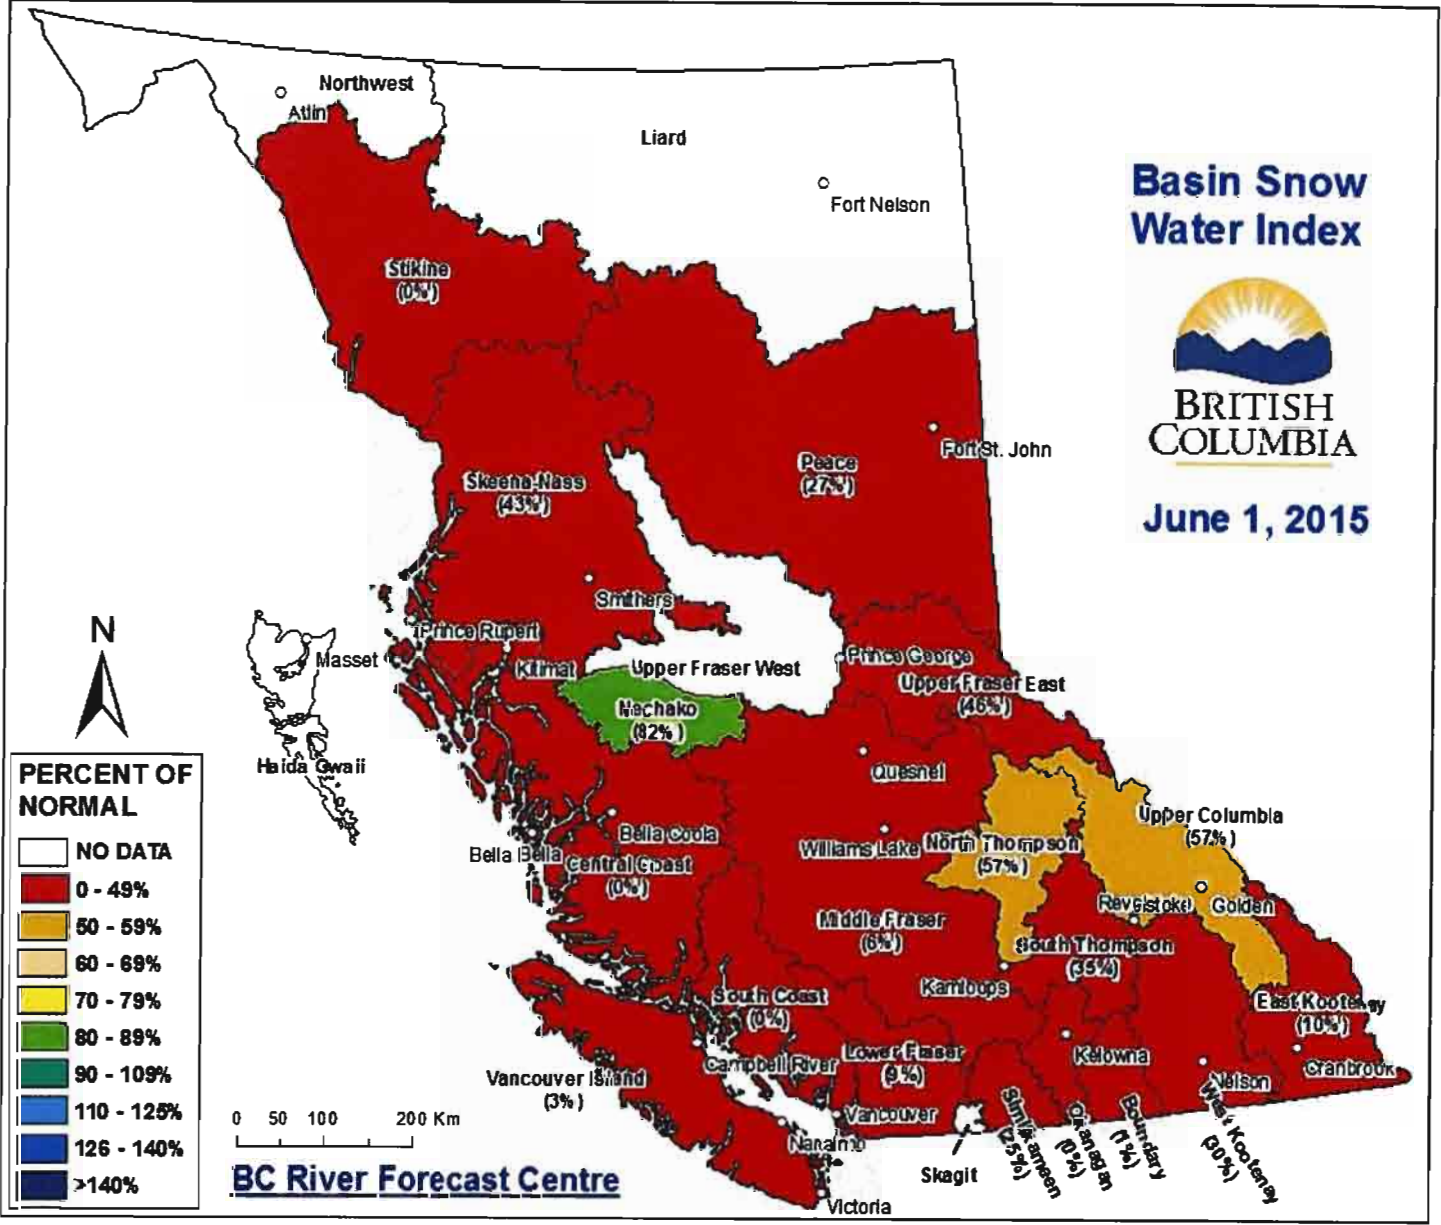 Northwest
Atlin
Liard
Fort Nelson
Basin Snow
Water Index
BRITISH
COLUMBIA
June 1, 2015
Stikine
(0%)
Peace
(27%)
Fort St. John
Skeena-Nass
(43%)
Smithers
Prince Rupert
Masset
Kitimat
Upper Fraser West
Prince George
Upper Fraser East
(46%)
Nechako
(82%)
N
Haida Gwaii
Quesnel
Bella Coola
Bella Bella
Central Coast
(0%)
Williams Lake
North Thompson
(57%)
Upper Columbia
(57%)
Revelstoke
Golden
Middle Fraser
(6%)
South Thompson
(35%)
Kamloops
South Coast
(0%)
East Kootenay
(10%)
Campbell River
Lower Fraser
(9%)
Kelowna
Cranbrook
Nelson
Vancouver Island
(3%)
Vancouver
Nanaimo
Victoria
Skagit
Similkameen
(25%)
Okanagan
(0%)
Boundary
(1%)
West Kootenay
(30%)
PERCENT OF
NORMAL
NO DATA
0 - 49%
50 - 59%
60 - 69%
70 - 79%
80 - 89%
90 - 109%
110 - 125%
126 - 140%
>140%
0 50 100 200 Km
BC River Forecast Centre